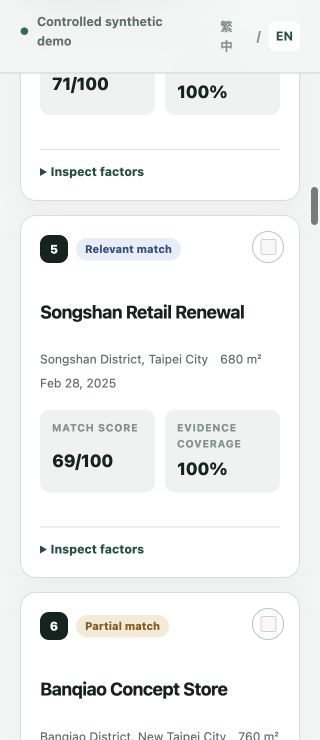 Controlled synthetic
demo
繁
中
/
EN
71/100
100%
Inspect factors
5
Relevant match
Songshan Retail Renewal
Songshan District, Taipei City 680 m²
Feb 28, 2025
MATCH SCORE
69/100
EVIDENCE
COVERAGE
100%
Inspect factors
6
Partial match
Banqiao Concept Store
Banqiao District, New Taipei City 760 m²